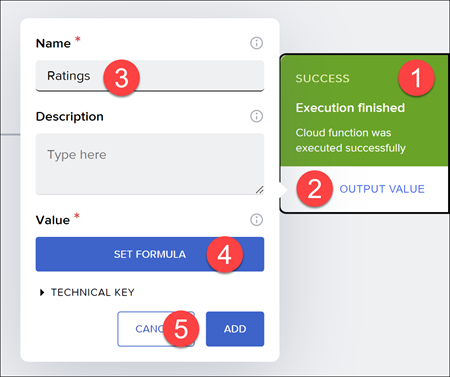 Name *
Ratings
3
Description
Type here
Value *
SET FORMULA
4
TECHNICAL KEY
5
ADD
SUCCESS
1
Execution finished
Cloud function was
executed successfully
2
OUTPUT VALUE